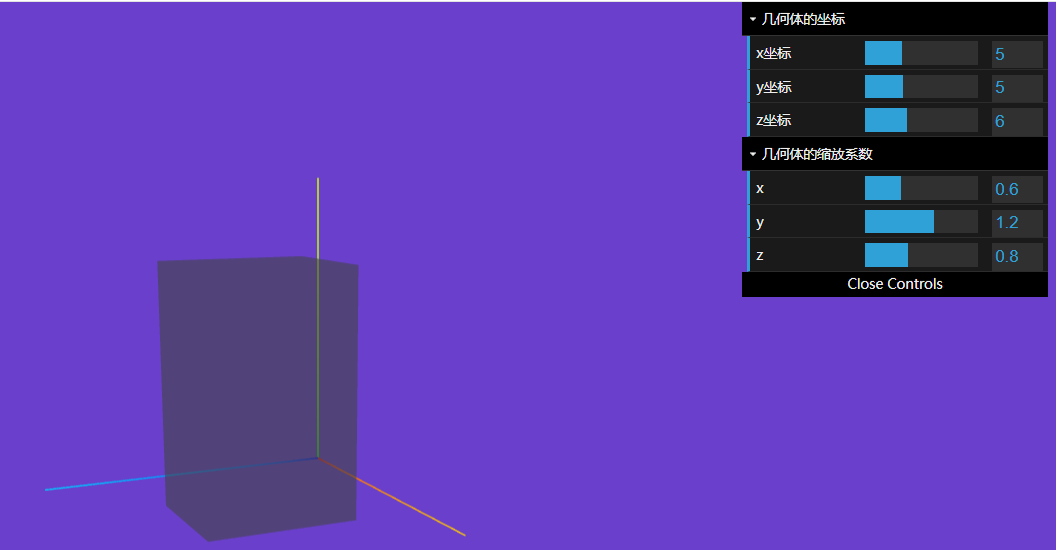 几何体的坐标
x坐标 5
y坐标 5
z坐标 6
几何体的缩放系数
x 0.6
y 1.2
z 0.8
Close Controls